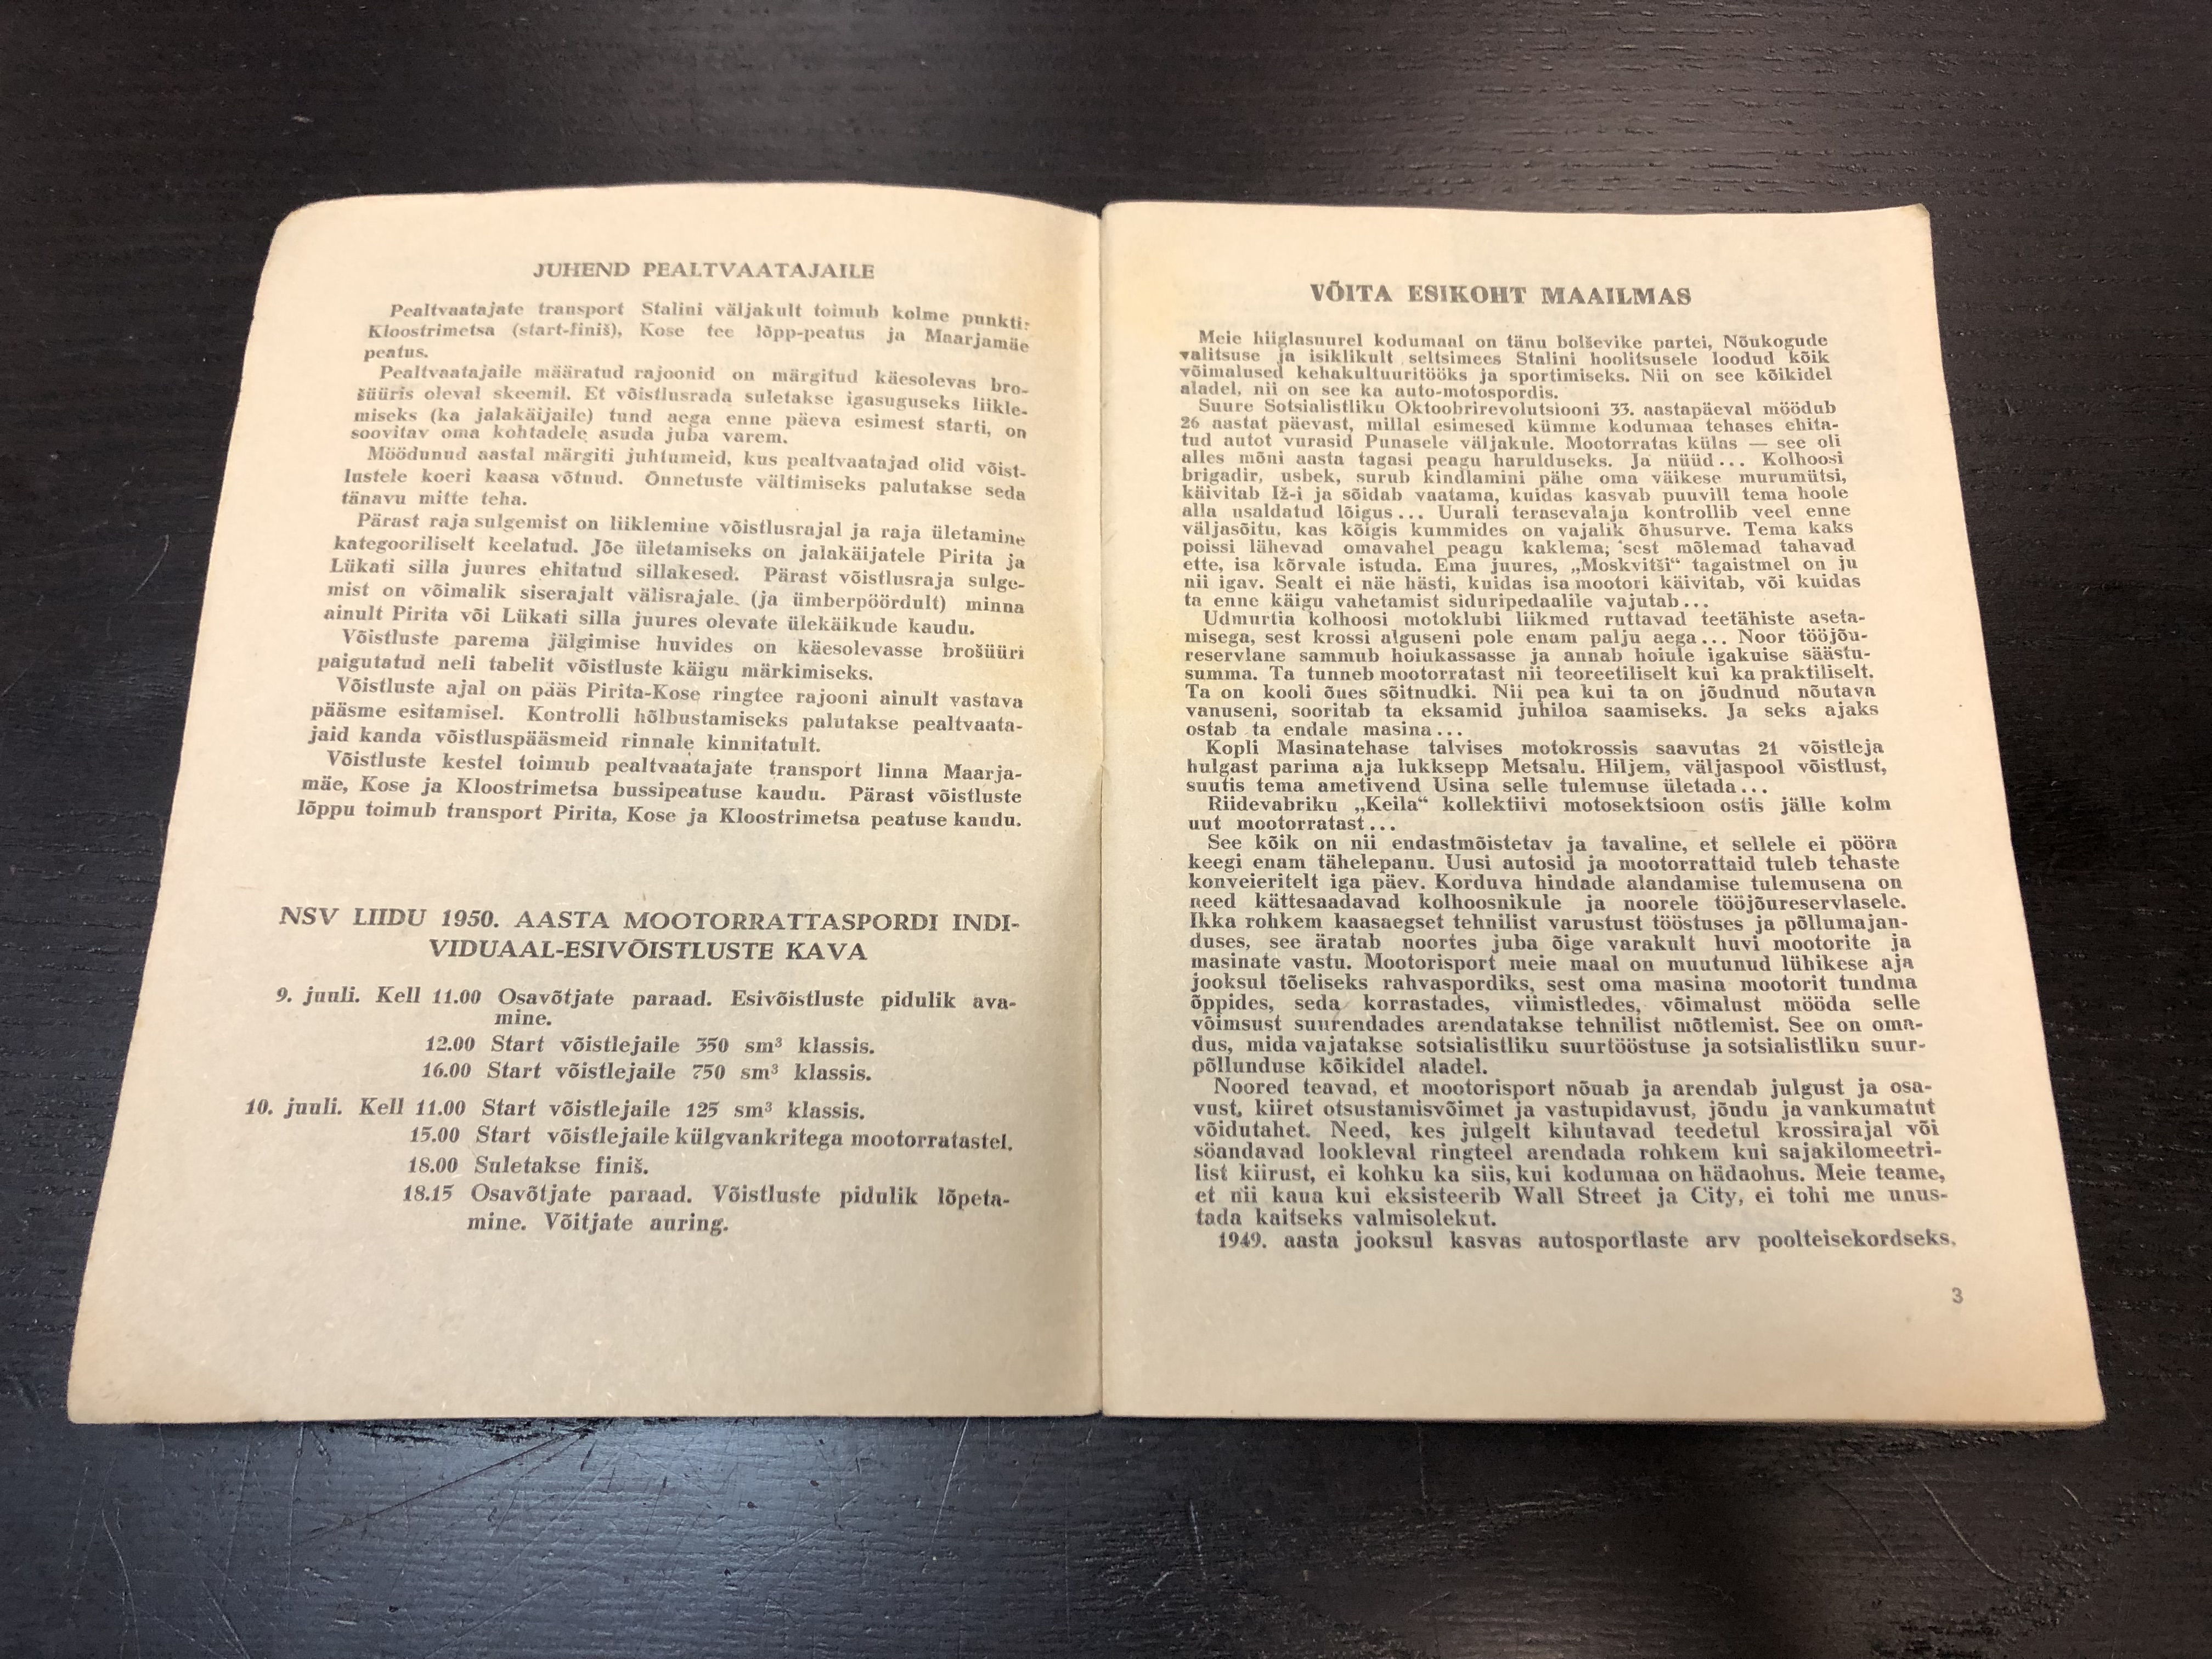 JUHEND PEALTVAATAJAILE
Pealtvaatajate transport Stalini väljakult toimub kolme punkti:
Kloostrimetsa (start-finiš), Kose tee lõpp-peatus ja Maarjamäe
peatus.
Pealtvaatajaile määratud rajoonid on märgitud käesolevas bro-
šüüris oleval skeemil. Et võistlusrada suletakse igasuguseks liikle-
miseks (ka jalakäijaile) tund aega enne päeva esimest starti, on
soovitav oma kohtadele asuda juba varem.
Möödunud aastal märgiti juhtumeid, kus pealtvaatajad olid võist-
lustele koeri kaasa võtnud. Õnnetuste vältimiseks palutakse seda
tänavu mitte teha.
Pärast raja sulgemist on liiklemine võistlusrajal ja raja ületamine
kategooriliselt keelatud. Jõe ületamiseks on jalakäijatele Pirita ja
Lükati silla juures ehitatud sillakesed. Pärast võistlusraja sulge-
mist on võimalik siserajalt välisrajale (ja ümberpöördult) minna
ainult Pirita või Lükati silla juures olevate ülekäikude kaudu.
Võistluste parema jälgimise huvides on käesolevasse brošüüri
paigutatud neli tabelit võistluste käigu märkimiseks.
Võistluste ajal on pääs Pirita-Kose ringtee rajooni ainult vastava
pääsme esitamisel. Kontrolli hõlbustamiseks palutakse pealtvaata-
jaid kanda võistluspääsmeid rinnale kinnitatult.
Võistluste kestel toimub pealtvaatajate transport linna Maarja-
mäe, Kose ja Kloostrimetsa bussipeatuse kaudu. Pärast võistluste
lõppu toimub transport Pirita, Kose ja Kloostrimetsa peatuse kaudu.
NSV LIIDU 1950. AASTA MOOTORRATTASPORDI INDI-
VIDUAAL-ESIVÕISTLUSTE KAVA
9. juuli. Kell 11.00 Osavõtjate paraad. Esivõistluste pidulik ava-
mine.
12.00 Start võistlejaile 350 sm³ klassis.
16.00 Start võistlejaile 750 sm³ klassis.
10. juuli. Kell 11.00 Start võistlejaile 125 sm³ klassis.
15.00 Start võistlejaile külgvankritega mootorratastel.
18.00 Suletakse finiš.
18.15 Osavõtjate paraad. Võistluste pidulik lõpeta-
mine. Võitjate auring.
VÕITA ESIKOHT MAAILMAS
Meie hiiglasuurel kodumaal on tänu bolševike partei, Nõukogude
valitsuse ja isiklikult seltsimees Stalini hoolitsusele loodud kõik
võimalused kehakultuuritööks ja sportimiseks. Nii on see kõikidel
aladel, nii on see ka auto-motospordis.
Suure Sotsialistliku Oktoobrirevolutsiooni 33. aastapäeval möödub
26 aastat päevast, millal esimesed kümme kodumaa tehases ehita-
tud autot vurasid Punasele väljakule. Mootorratas külas — see oli
alles mõni aasta tagasi peagu harulduseks. Ja nüüd... Kolhoosi
brigadir, usbek, surub kindlamini pähe oma väikese murumütsi,
käivitab Iž-i ja sõidab vaatama, kuidas kasvab puuvill tema hoole
alla usaldatud lõigus... Uurali terasevalaja kontrollib veel enne
väljasõitu, kas kõigis kummides on vajalik õhusurve. Tema kaks
poissi lähevad omavahel peagu kaklema; sest mõlemad tahavad
ette, isa kõrvale istuda. Ema juures, „Moskvitši“ tagaistmel on ju
nii igav. Sealt ei näe hästi, kuidas isa mootori käivitab, või kuidas
ta enne käigu vahetamist siduripedaalile vajutab...
Udmurtia kolhoosi motoklubi liikmed ruttavad teetähiste aseta-
misega, sest krossi alguseni pole enam palju aega... Noor tööjõu-
reservlane sammub hoiukassasse ja annab hoiule igakuise säästu-
summa. Ta tunneb mootorratast nii teoreetiliselt kui ka praktiliselt.
Ta on kooli õues sõitnudki. Nii pea kui ta on jõudnud nõutava
vanuseni, sooritab ta eksamid juhiloa saamiseks. Ja seks ajaks
ostab ta endale masina...
Kopli Masinatehase talvises motokrossis saavutas 21 võistleja
hulgast parima aja lukksepp Metsalu. Hiljem, väljaspool võistlust,
suutis tema ametivend Usina selle tulemuse ületada...
Riidevabriku „Keila“ kollektiivi motosektsioon ostis jälle kolm
uut mootorratast...
See kõik on nii endastmõistetav ja tavaline, et sellele ei pööra
keegi enam tähelepanu. Uusi autosid ja mootorrattaid tuleb tehaste
konveieritelt iga päev. Korduva hindade alandamise tulemusena on
need kättesaadavad kolhoosnikule ja noorele tööjõureservlasele.
Ikka rohkem kaasaegset tehnilist varustust tööstuses ja põllumajan-
duses, see äratab noortes juba õige varakult huvi mootorite ja
masinate vastu. Mootorisport meie maal on muutunud lühikese aja
jooksul tõeliseks rahvaspordiks, sest oma masina mootorit tundma
õppides, seda korrastades, viimistledes, võimalust mööda selle
võimsust suurendades arendatakse tehnilist mõtlemist. See on oma-
dus, mida vajatakse sotsialistliku suurtööstuse ja sotsialistliku suur-
põllunduse kõikidel aladel.
Noored teavad, et mootorisport nõuab ja arendab julgust ja osa-
vust, kiiret otsustamisvõimet ja vastupidavust, jõudu ja vankumatut
võidutahet. Need, kes julgelt kihutavad teedetul krossirajal või
söandavad lookleval ringteel arendada rohkem kui sajakilomeetri-
list kiirust, ei kohku ka siis, kui kodumaa on hädaohus. Meie teame,
et nii kaua kui eksisteerib Wall Street ja City, ei tohi me unus-
tada kaitseks valmisolekut.
1949. aasta jooksul kasvas autosportlaste arv poolteisekordseks.
3